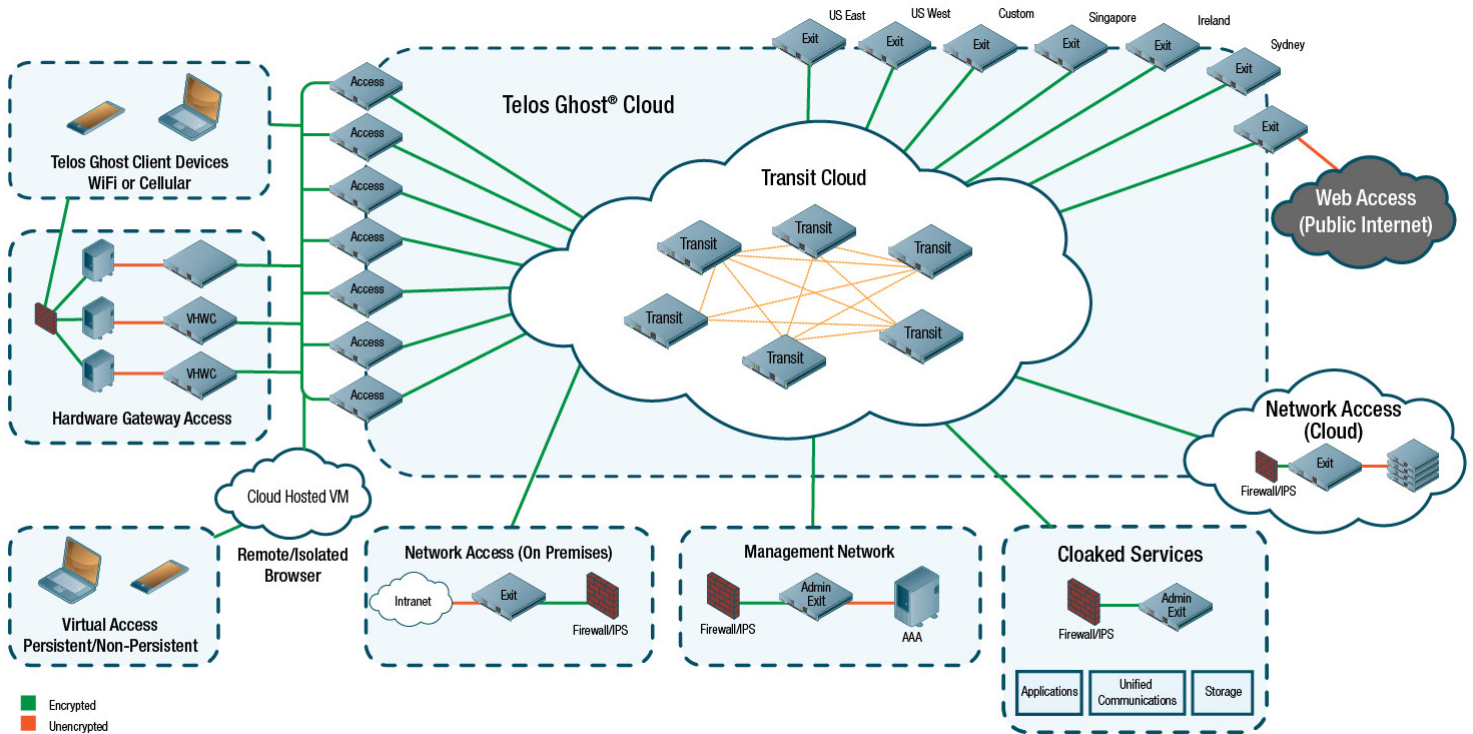 US East
US West
Custom
Singapore
Ireland
Sydney
Exit
Exit
Exit
Exit
Exit
Exit
Exit
Telos Ghost® Cloud
Access
Access
Access
Access
Access
Access
Access
Telos Ghost Client Devices
WiFi or Cellular
Transit Cloud
Transit
Transit
Transit
Transit
Transit
Transit
Web Access
(Public Internet)
VHWC
VHWC
Hardware Gateway Access
Network Access
(Cloud)
Exit
Firewall/IPS
Cloud Hosted VM
Remote/Isolated
Browser
Virtual Access
Persistent/Non-Persistent
Network Access (On Premises)
Intranet
Exit
Firewall/IPS
Management Network
Firewall/IPS
Admin
ExIt
AAA
Cloaked Services
Firewall/IPS
Admin
ExIt
Applications
Unified
Communications
Storage
Encrypted
Unencrypted